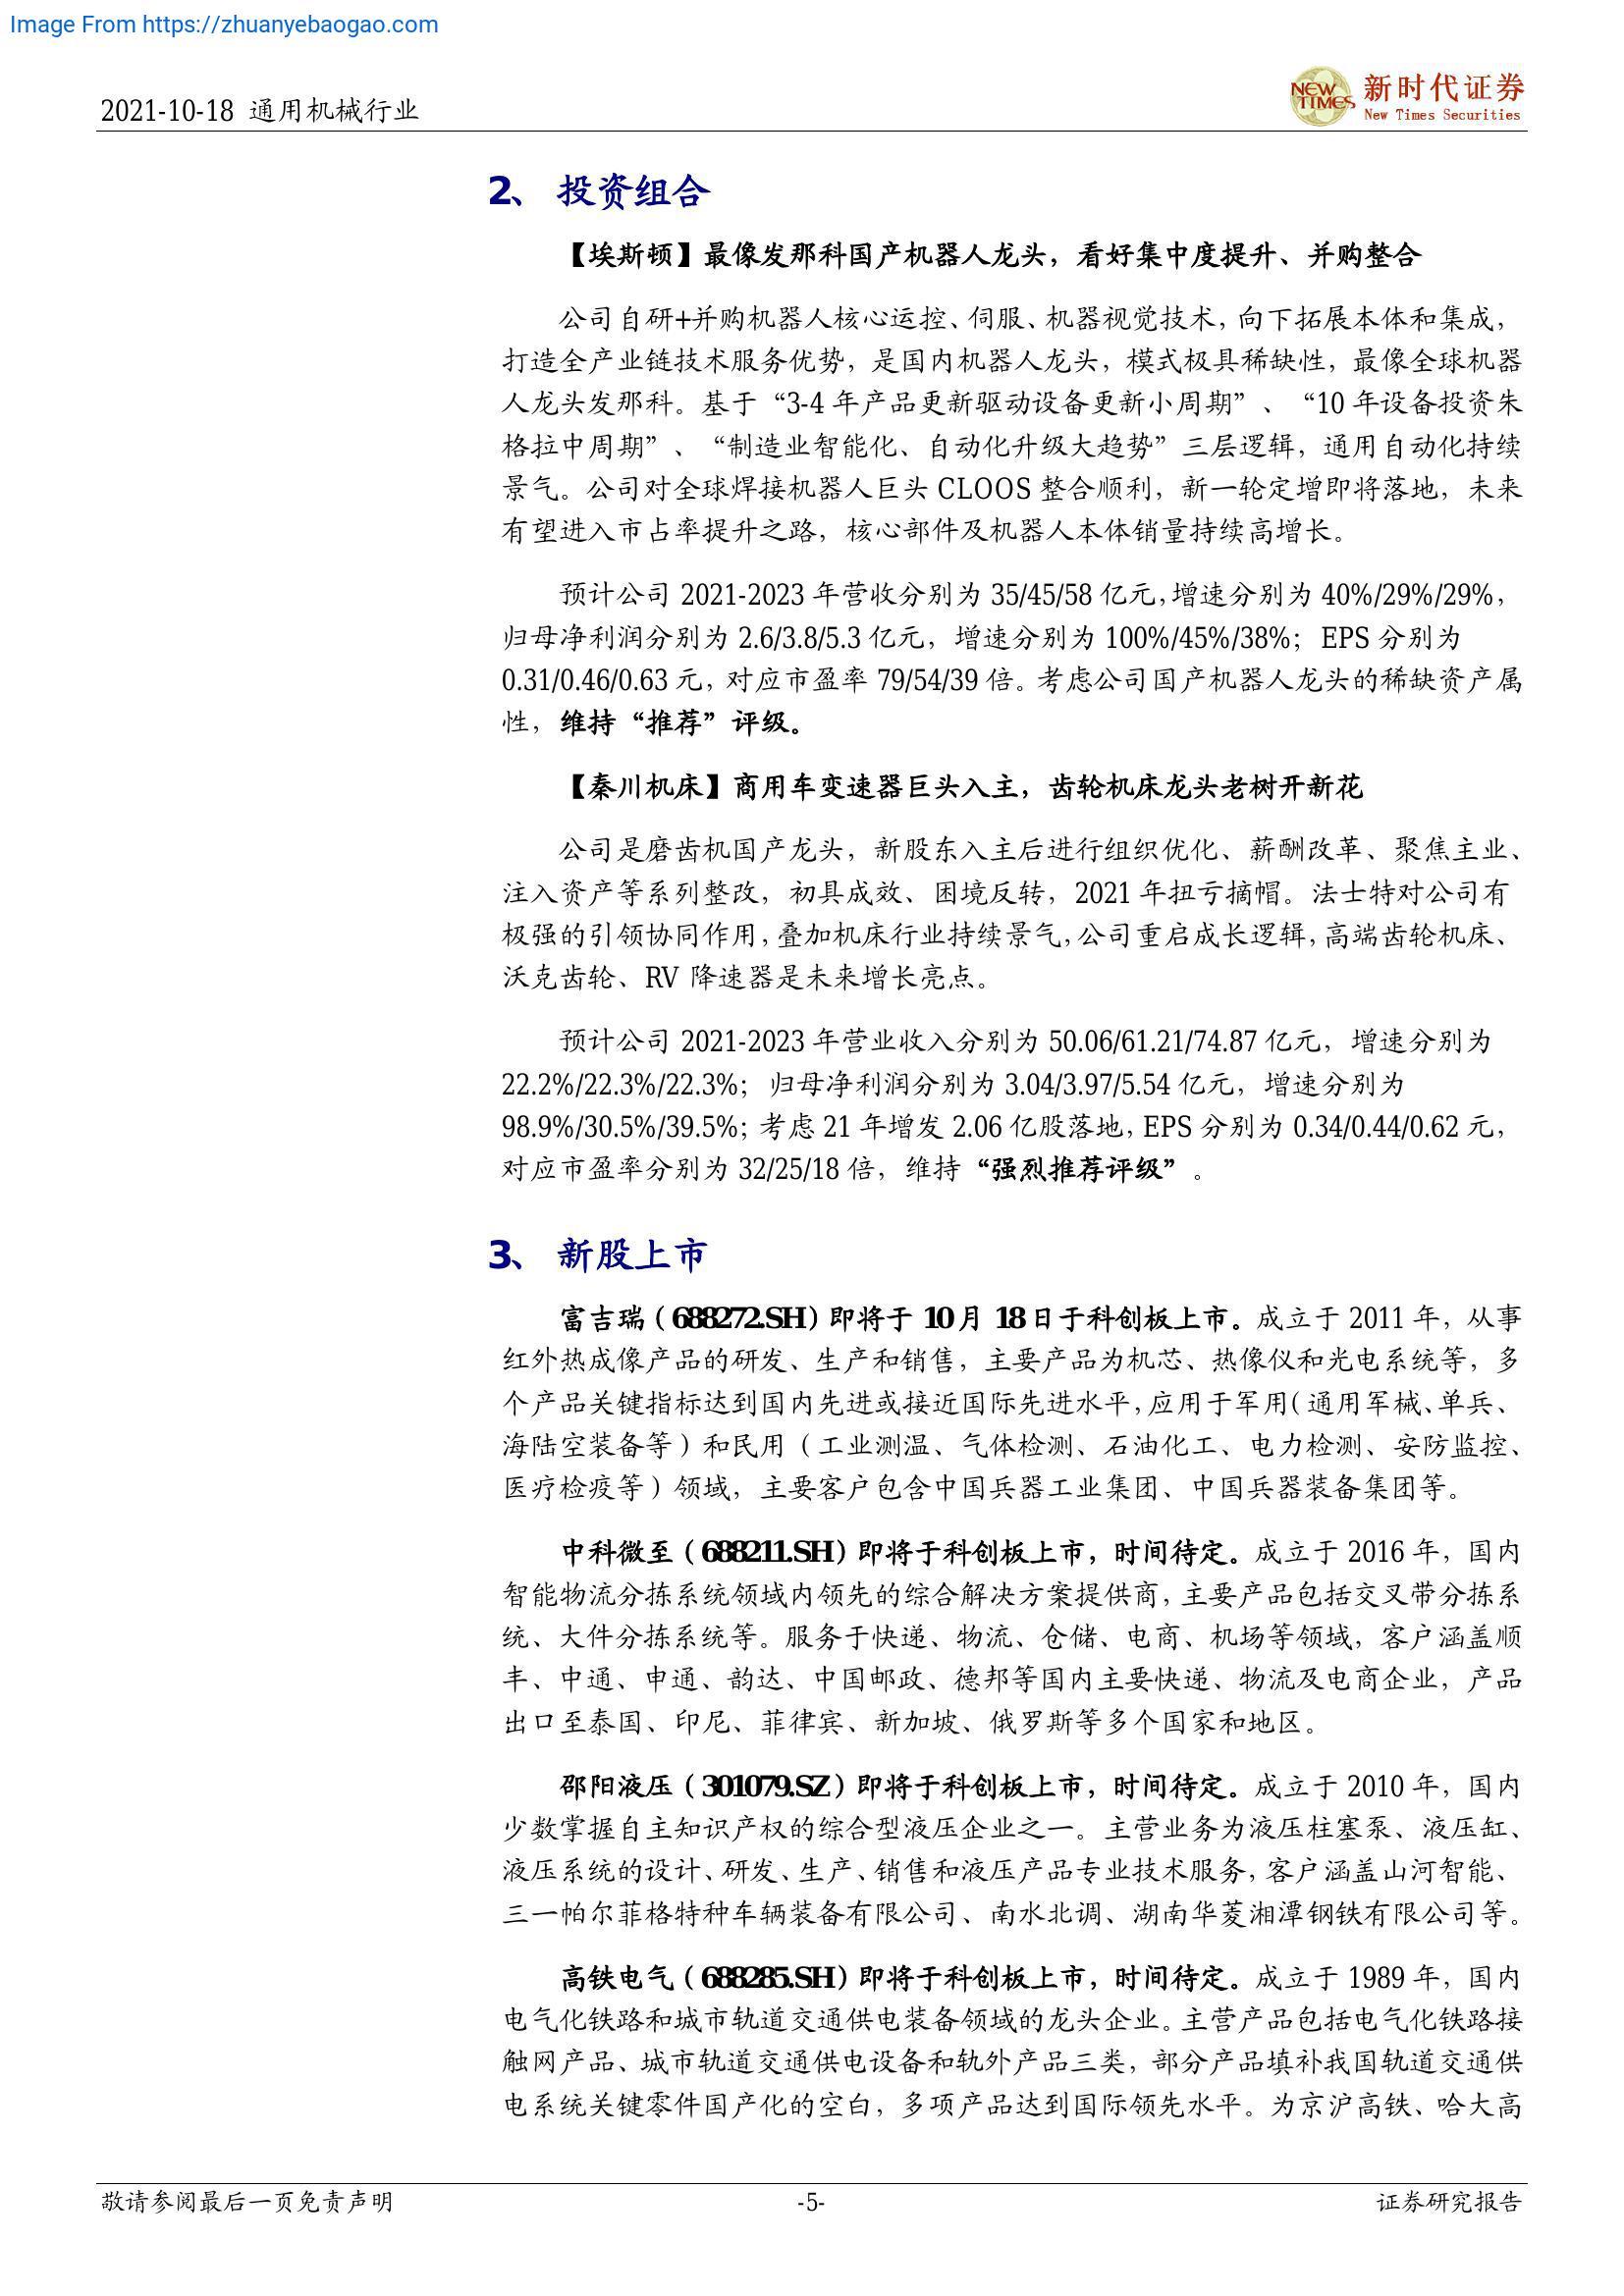 Image From https://zhuanyebaogao.com
2021-10-18 通用机械行业
NEW TIMES
新时代证券
New Times Securities
2、 投资组合
【埃斯顿】最像发那科国产机器人龙头，看好集中度提升、并购整合
公司自研+并购机器人核心运控、伺服、机器视觉技术，向下拓展本体和集成，
打造全产业链技术服务优势，是国内机器人龙头，模式极具稀缺性，最像全球机器
人龙头发那科。基于“3-4 年产品更新驱动设备更新小周期”、“10 年设备投资朱
格拉中周期”、“制造业智能化、自动化升级大趋势”三层逻辑，通用自动化持续
景气。公司对全球焊接机器人巨头 CLOOS 整合顺利，新一轮定增即将落地，未来
有望进入市占率提升之路，核心部件及机器人本体销量持续高增长。
预计公司 2021-2023 年营收分别为 35/45/58 亿元，增速分别为 40%/29%/29%，
归母净利润分别为 2.6/3.8/5.3 亿元，增速分别为 100%/45%/38%；EPS 分别为
0.31/0.46/0.63 元，对应市盈率 79/54/39 倍。考虑公司国产机器人龙头的稀缺资产属
性，维持“推荐”评级。
【秦川机床】商用车变速器巨头入主，齿轮机床龙头老树开新花
公司是磨齿机国产龙头，新股东入主后进行组织优化、薪酬改革、聚焦主业、
注入资产等系列整改，初具成效、困境反转，2021 年扭亏摘帽。法士特对公司有
极强的引领协同作用，叠加机床行业持续景气，公司重启成长逻辑，高端齿轮机床、
沃克齿轮、RV 降速器是未来增长亮点。
预计公司 2021-2023 年营业收入分别为 50.06/61.21/74.87 亿元，增速分别为
22.2%/22.3%/22.3%；归母净利润分别为 3.04/3.97/5.54 亿元，增速分别为
98.9%/30.5%/39.5%；考虑 21 年增发 2.06 亿股落地，EPS 分别为 0.34/0.44/0.62 元，
对应市盈率分别为 32/25/18 倍，维持“强烈推荐评级”。
3、 新股上市
富吉瑞（688272.SH）即将于 10 月 18 日于科创板上市。成立于 2011 年，从事
红外热成像产品的研发、生产和销售，主要产品为机芯、热像仪和光电系统等，多
个产品关键指标达到国内先进或接近国际先进水平，应用于军用（通用军械、单兵、
海陆空装备等）和民用（工业测温、气体检测、石油化工、电力检测、安防监控、
医疗检疫等）领域，主要客户包含中国兵器工业集团、中国兵器装备集团等。
中科微至（688211.SH）即将于科创板上市，时间待定。成立于 2016 年，国内
智能物流分拣系统领域内领先的综合解决方案提供商，主要产品包括交叉带分拣系
统、大件分拣系统等。服务于快递、物流、仓储、电商、机场等领域，客户涵盖顺
丰、中通、申通、韵达、中国邮政、德邦等国内主要快递、物流及电商企业，产品
出口至泰国、印尼、菲律宾、新加坡、俄罗斯等多个国家和地区。
邵阳液压（301079.SZ）即将于科创板上市，时间待定。成立于 2010 年，国内
少数掌握自主知识产权的综合型液压企业之一。主营业务为液压柱塞泵、液压缸、
液压系统的设计、研发、生产、销售和液压产品专业技术服务，客户涵盖山河智能、
三一帕尔菲格特种车辆装备有限公司、南水北调、湖南华菱湘潭钢铁有限公司等。
高铁电气（688285.SH）即将于科创板上市，时间待定。成立于 1989 年，国内
电气化铁路和城市轨道交通供电装备领域的龙头企业。主营产品包括电气化铁路接
触网产品、城市轨道交通供电设备和轨外产品三类，部分产品填补我国轨道交通供
电系统关键零件国产化的空白，多项产品达到国际领先水平。为京沪高铁、哈大高
敬请参阅最后一页免责声明
-5-
证券研究报告